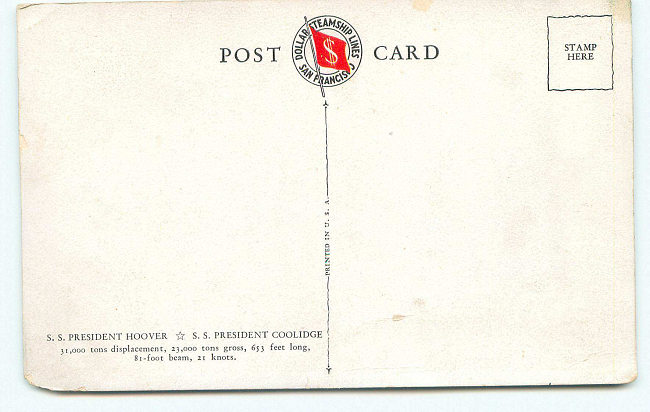 POST CARD
DOLLAR STEAMSHIP LINES
SAN FRANCISCO
$
STAMP
HERE
PRINTED IN U. S. A.
S. S. PRESIDENT HOOVER ☆ S. S. PRESIDENT COOLIDGE
31,000 tons displacement, 23,000 tons gross, 653 feet long,
81-foot beam, 21 knots.